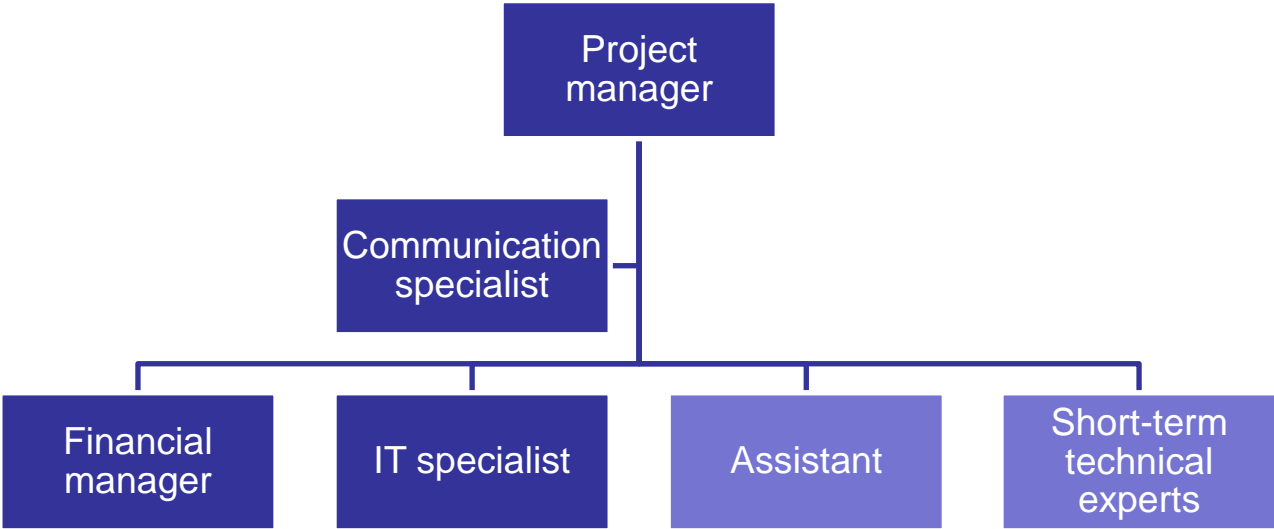 Project
manager
Communication
specialist
Financial
manager
IT specialist
Assistant
Short-term
technical
experts